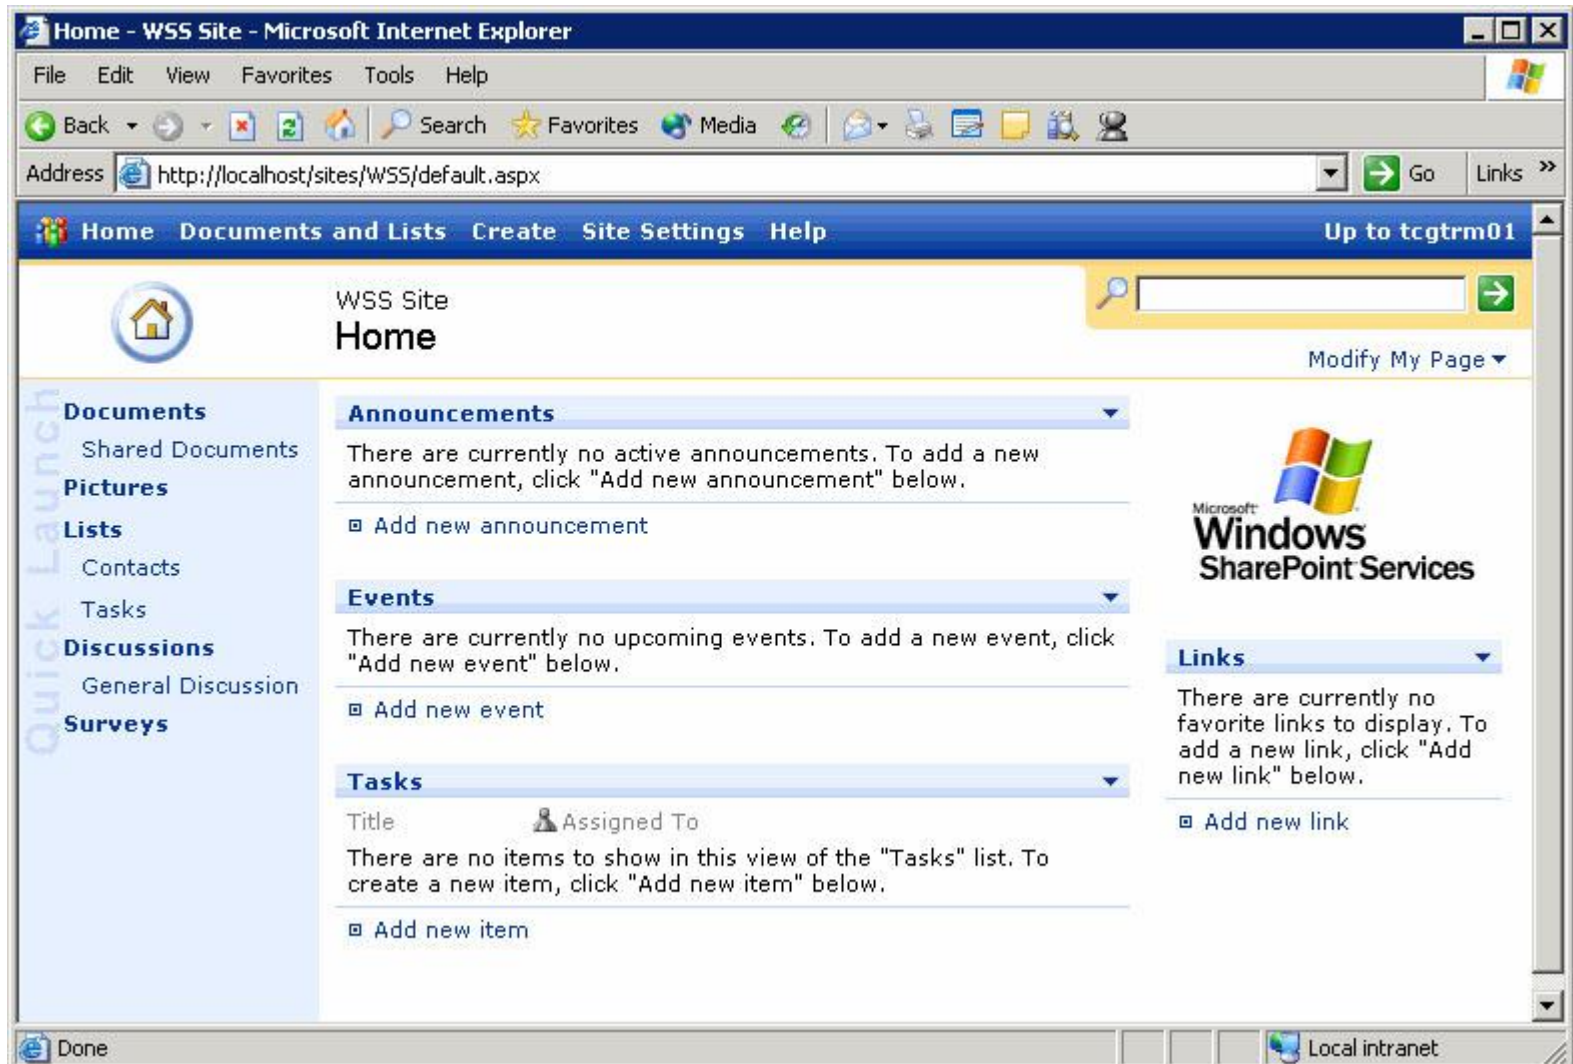 Home - WSS Site - Microsoft Internet Explorer
File Edit View Favorites Tools Help
Back Search Favorites Media
Address http://localhost/sites/WSS/default.aspx Go Links »
Home Documents and Lists Create Site Settings Help Up to tcgtrm01
WSS Site
Home
Modify My Page
Quick Launch
Documents
Shared Documents
Pictures
Lists
Contacts
Tasks
Discussions
General Discussion
Surveys
Announcements
There are currently no active announcements. To add a new
announcement, click "Add new announcement" below.
Add new announcement
Events
There are currently no upcoming events. To add a new event, click
"Add new event" below.
Add new event
Tasks
Title Assigned To
There are no items to show in this view of the "Tasks" list. To
create a new item, click "Add new item" below.
Add new item
Microsoft
Windows
SharePoint Services
Links
There are currently no
favorite links to display. To
add a new link, click "Add
new link" below.
Add new link
Done Local intranet